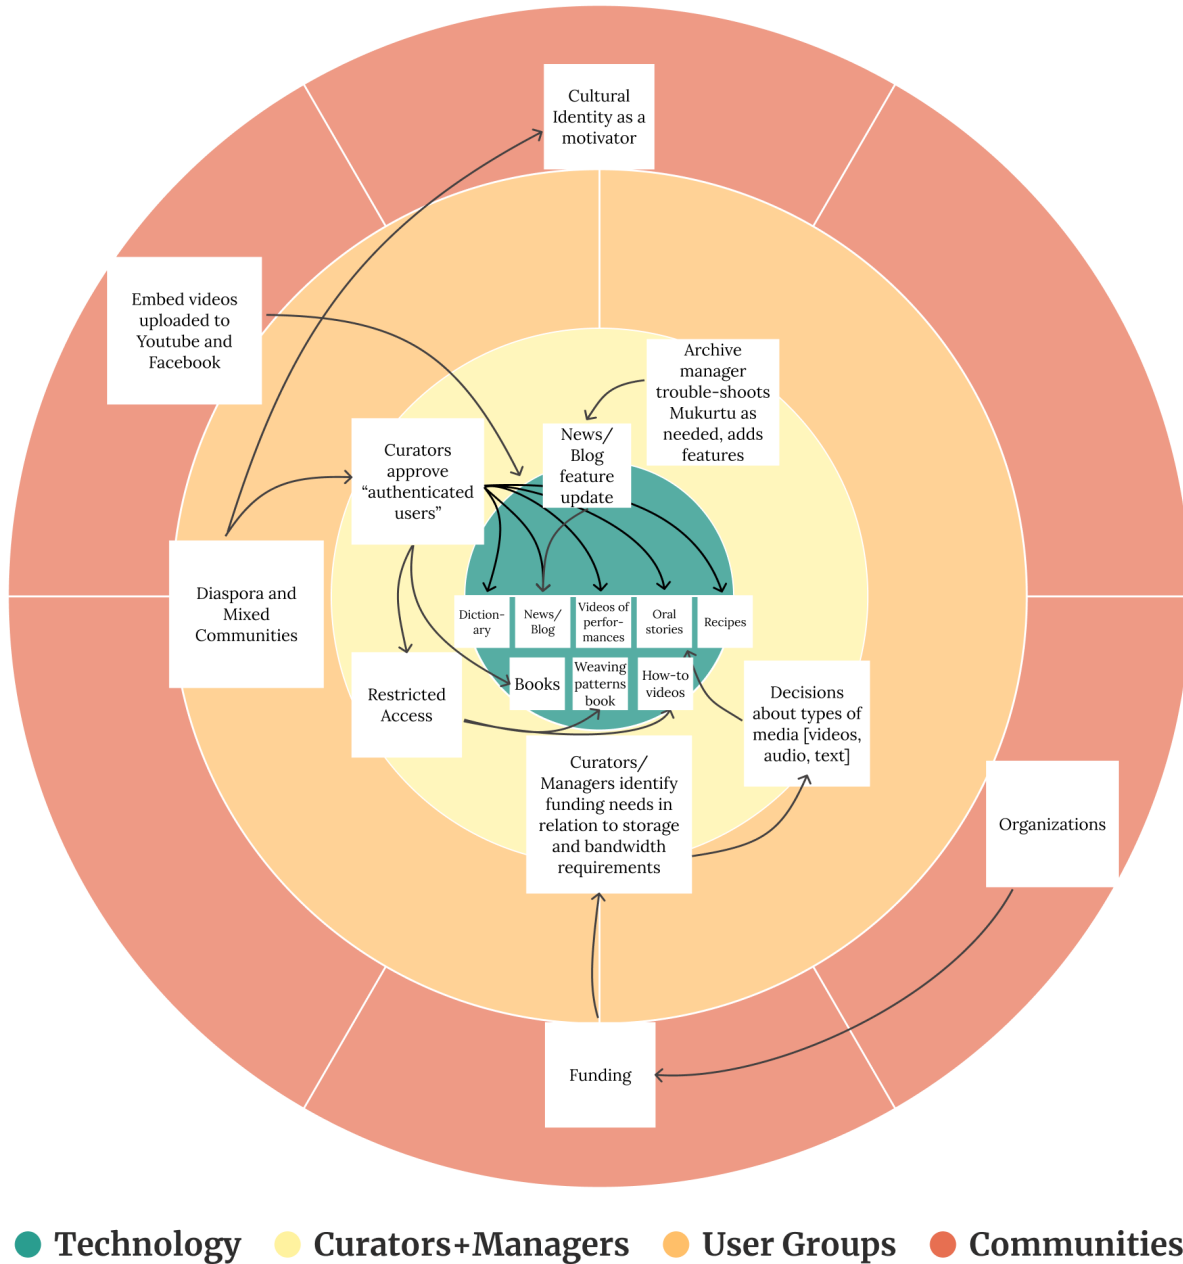 Cultural
Identity as a
motivator
Embed videos
uploaded to
Youtube and
Facebook
Archive
manager
trouble-shoots
Mukurtu as
needed, adds
features
Curators
approve
“authenticated
users”
News/
Blog
feature
update
Diaspora and
Mixed
Communities
Diction-
ary
News/
Blog
Videos of
perfor-
mances
Oral
stories
Recipes
Books
Weaving
patterns
book
How-to
videos
Restricted
Access
Decisions
about types of
media [videos,
audio, text]
Curators/
Managers identify
funding needs in
relation to storage
and bandwidth
requirements
Organizations
Funding
Technology
Curators+Managers
User Groups
Communities